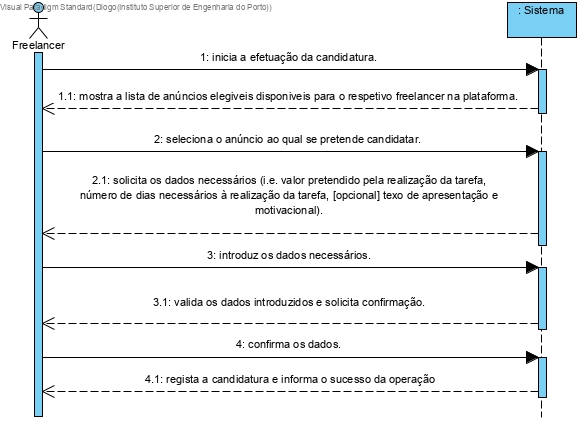 Visual Paradigm Standard(Diogo(Instituto Superior de Engenharia do Porto))
: Sistema
Freelancer
1: inicia a efetuação da candidatura.
1.1: mostra a lista de anúncios elegíveis disponiveis para o respetivo freelancer na plataforma.
2: seleciona o anúncio ao qual se pretende candidatar.
2.1: solicita os dados necessários (i.e. valor pretendido pela realização da tarefa,
número de dias necessários à realização da tarefa, [opcional] texo de apresentação e
motivacional).
3: introduz os dados necessários.
3.1: valida os dados introduzidos e solicita confirmação.
4: confirma os dados.
4.1: regista a candidatura e informa o sucesso da operação